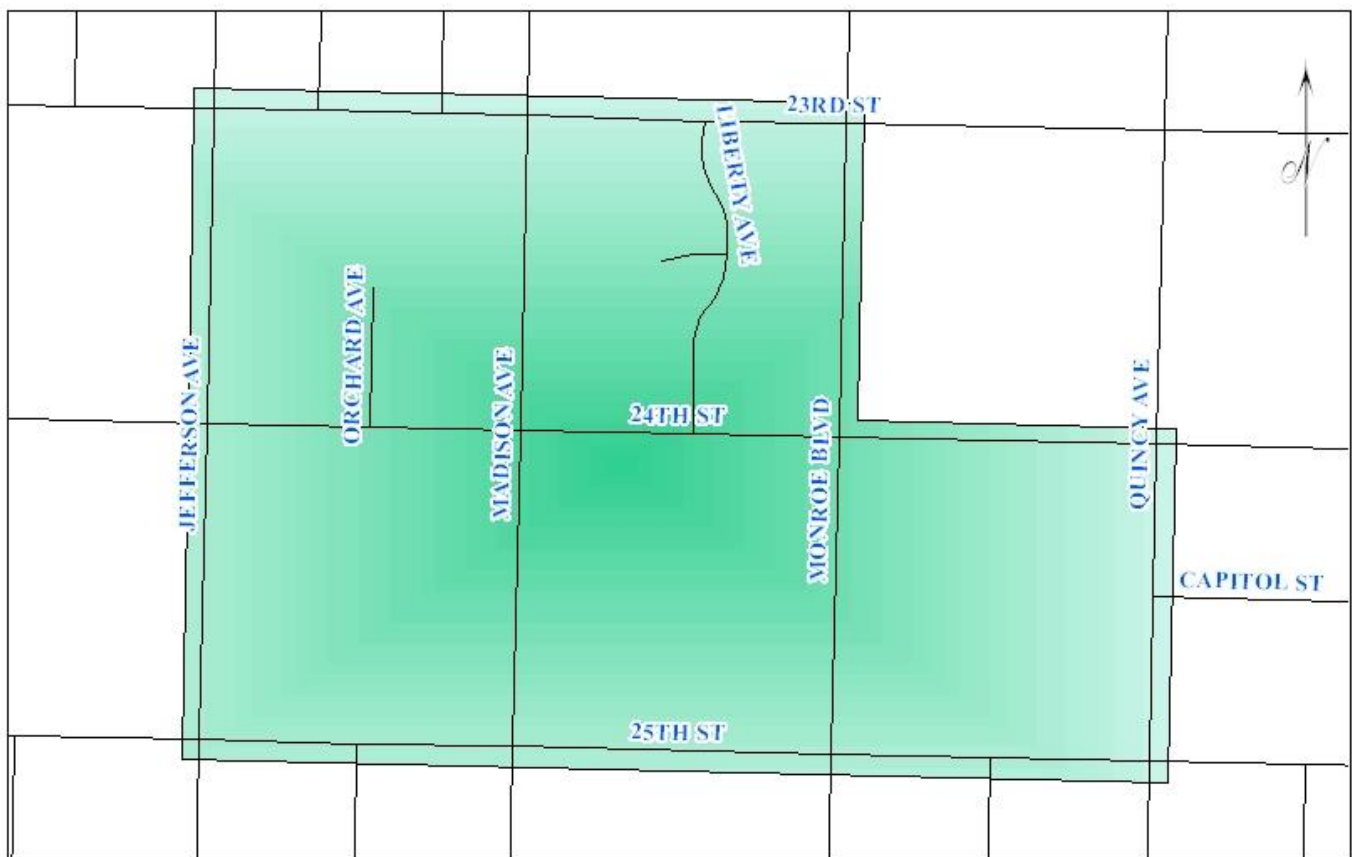 23RD ST
LIBERTY AVE
N
ORCHARD AVE
JEFFERSON AVE
MADISON AVE
24TH ST
MONROE BLVD
QUINCY AVE
CAPITOL ST
25TH ST